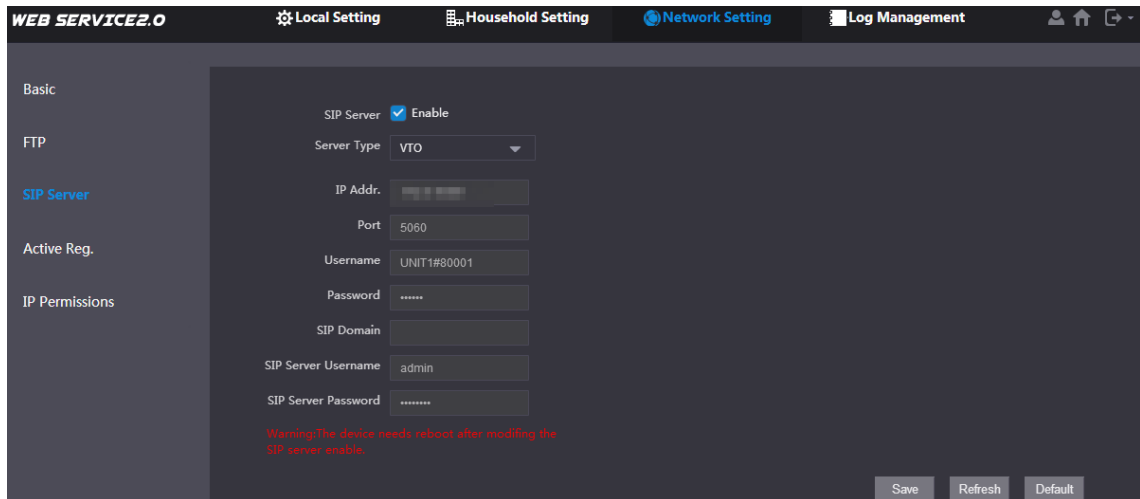 WEB SERVICE2.0 Local Setting Household Setting Network Setting Log Management
Basic
FTP
SIP Server
Active Reg.
IP Permissions
SIP Server Enable
Server Type VTO
IP Addr.
Port 5060
Username UNIT1#80001
Password ••••••
SIP Domain
SIP Server Username admin
SIP Server Password ••••••••
Warning:The device needs reboot after modifing the
SIP server enable.
Save Refresh Default